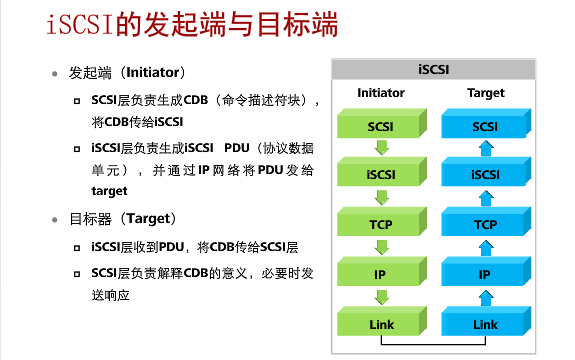 iSCSI的发起端与目标端
发起端（Initiator）
SCSI层负责生成CDB（命令描述符块），
将CDB传给iSCSI
iSCSI层负责生成iSCSI PDU（协议数据
单元），并通过IP网络将PDU发给
target
目标器（Target）
iSCSI层收到PDU，将CDB传给SCSI层
SCSI层负责解释CDB的意义，必要时发
送响应
iSCSI
Initiator Target
SCSI SCSI
iSCSI iSCSI
TCP TCP
IP IP
Link Link